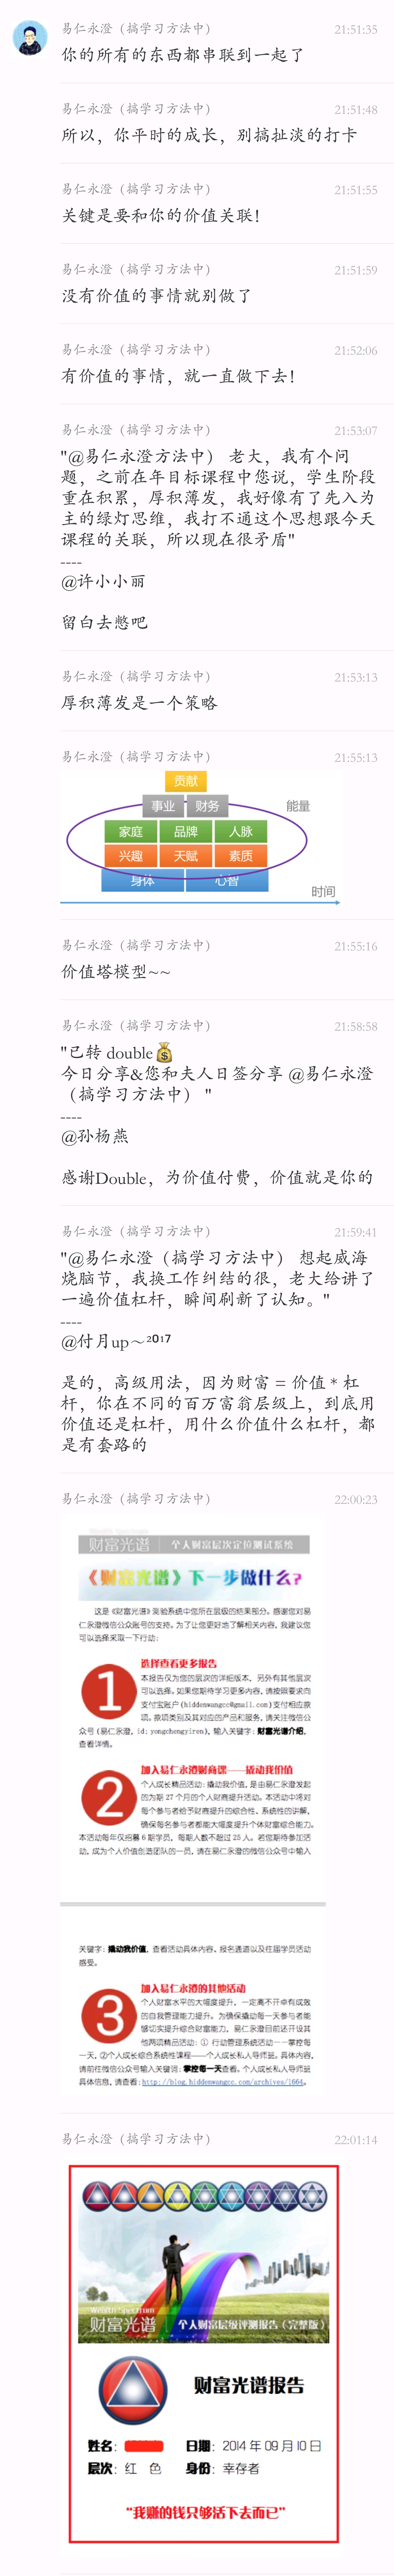 易仁永澄（搞学习方法中）
21:51:35
你的所有的东西都串联到一起了
易仁永澄（搞学习方法中）
21:51:48
所以，你平时的成长，别搞扯淡的打卡
易仁永澄（搞学习方法中）
21:51:55
关键是要和你的价值关联！
易仁永澄（搞学习方法中）
21:51:59
没有价值的事情就别做了
易仁永澄（搞学习方法中）
21:52:06
有价值的事情，就一直做下去！
易仁永澄（搞学习方法中）
21:53:07
"@易仁永澄方法中） 老大，我有个问
题，之前在年目标课程中您说，学生阶段
重在积累，厚积薄发，我好像有了先入为
主的绿灯思维，我打不通这个思想跟今天
课程的关联，所以现在很矛盾"
----
@许小小丽
留白去憋吧
易仁永澄（搞学习方法中）
21:53:13
厚积薄发是一个策略
易仁永澄（搞学习方法中）
21:55:13
贡献
事业 财务
能量
家庭 品牌 人脉
兴趣 天赋 素质
身体 心智
时间
易仁永澄（搞学习方法中）
21:55:16
价值塔模型~~
易仁永澄（搞学习方法中）
21:58:58
"已转 double💰
今日分享&您和夫人日签分享 @易仁永澄
（搞学习方法中） "
----
@孙杨燕
感谢Double，为价值付费，价值就是你的
易仁永澄（搞学习方法中）
21:59:41
"@易仁永澄（搞学习方法中） 想起威海
烧脑节，我换工作纠结的很，老大给讲了
一遍价值杠杆，瞬间刷新了认知。"
----
@付月up～²⁰¹⁷
是的，高级用法，因为财富 = 价值 * 杠
杆，你在不同的百万富翁层级上，到底用
价值还是杠杆，用什么价值什么杠杆，都
是有套路的
易仁永澄（搞学习方法中）
22:00:23
财富光谱 个人财富层次定位测试系统
《财富光谱》下一步做什么?
这是《财富光谱》测验系统中您所在层级的结果部分。感谢您对易
仁永澄微信公众账号的支持。为了让您更好地了解相关内容，我建议您
可以选择采取一下行动：
1
选择查看更多报告
本报告仅为您的层次的详细版本，另外有其他层次
可以选择。如果您期待学习更多内容，请按照要求向
支付宝账户（hiddenwangcc@gmail.com）支付相应款
项。款项类别及其对应的产品和服务，请关注微信公
众号（易仁永澄，id：yongchengyiren），输入关键字：财富光谱介绍，
查看详情。
2
加入易仁永澄财商课——撬动我价值
个人成长精品活动：撬动我价值，是由易仁永澄发起
的为期 27 个月的个人财商提升活动。本活动中将对
每个参与者给予财商提升的综合性、系统性的讲解，
确保每名参与者都能大幅度提升个体财富综合能力。
本活动每年仅招募 6 期学员，每期人数不超过 25 人。若您期待参加活
动，成为个人价值创造团队的一员，请在易仁永澄的微信公众号中输入
关键字：撬动我价值，查看活动具体内容、报名通道以及往届学员活动
感受。
3
加入易仁永澄的其他活动
个人财富水平的大幅度提升，一定离不开卓有成效
的自我管理能力提升。为确保撬动每一天参与者能
够切实提升综合财富能力，易仁永澄目前还开设其
他两项精品活动：① 行动管理系统活动——掌控每
一天，②个人成长综合系统性课程——个人成长私人导师班。具体内容，
请前往微信公众号输入关键词：掌控每一天查看。个人成长私人导师班
具体信息，请查看：http://blog.hiddenwangcc.com/archives/1664。
易仁永澄（搞学习方法中）
22:01:14
Wealth Spectrum
财富光谱 个人财富层级评测报告（完整版）
财富光谱报告
姓名： 日期：2014 年 09 月 10 日
层次：红 色 身份：幸存者
“我赚的钱只够活下去而已”